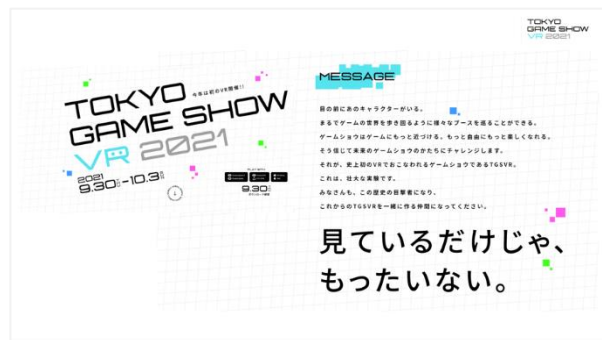 TOKYO
GAME SHOW
VR 2021
今年は初のVR開催!!
TOKYO
GAME SHOW
VR 2021
2021
9.30 - 10.3
9.30
MESSAGE
目の前にあのキャラクターがいる。
まるでゲームの世界を歩き回るように様々なブースを巡ることができる。
ゲームショウはゲームにもっと近づける。もっと自由にもっと楽しくなれる。
そう信じて未来のゲームショウのかたちにチャレンジします。
それが、史上初のVRでおこなわれるゲームショウであるTGSVR。
これは、壮大な実験です。
みなさんも、この歴史の目撃者になり、
これからのTGSVRを一緒に作る仲間になってください。
見ているだけじゃ、
もったいない。